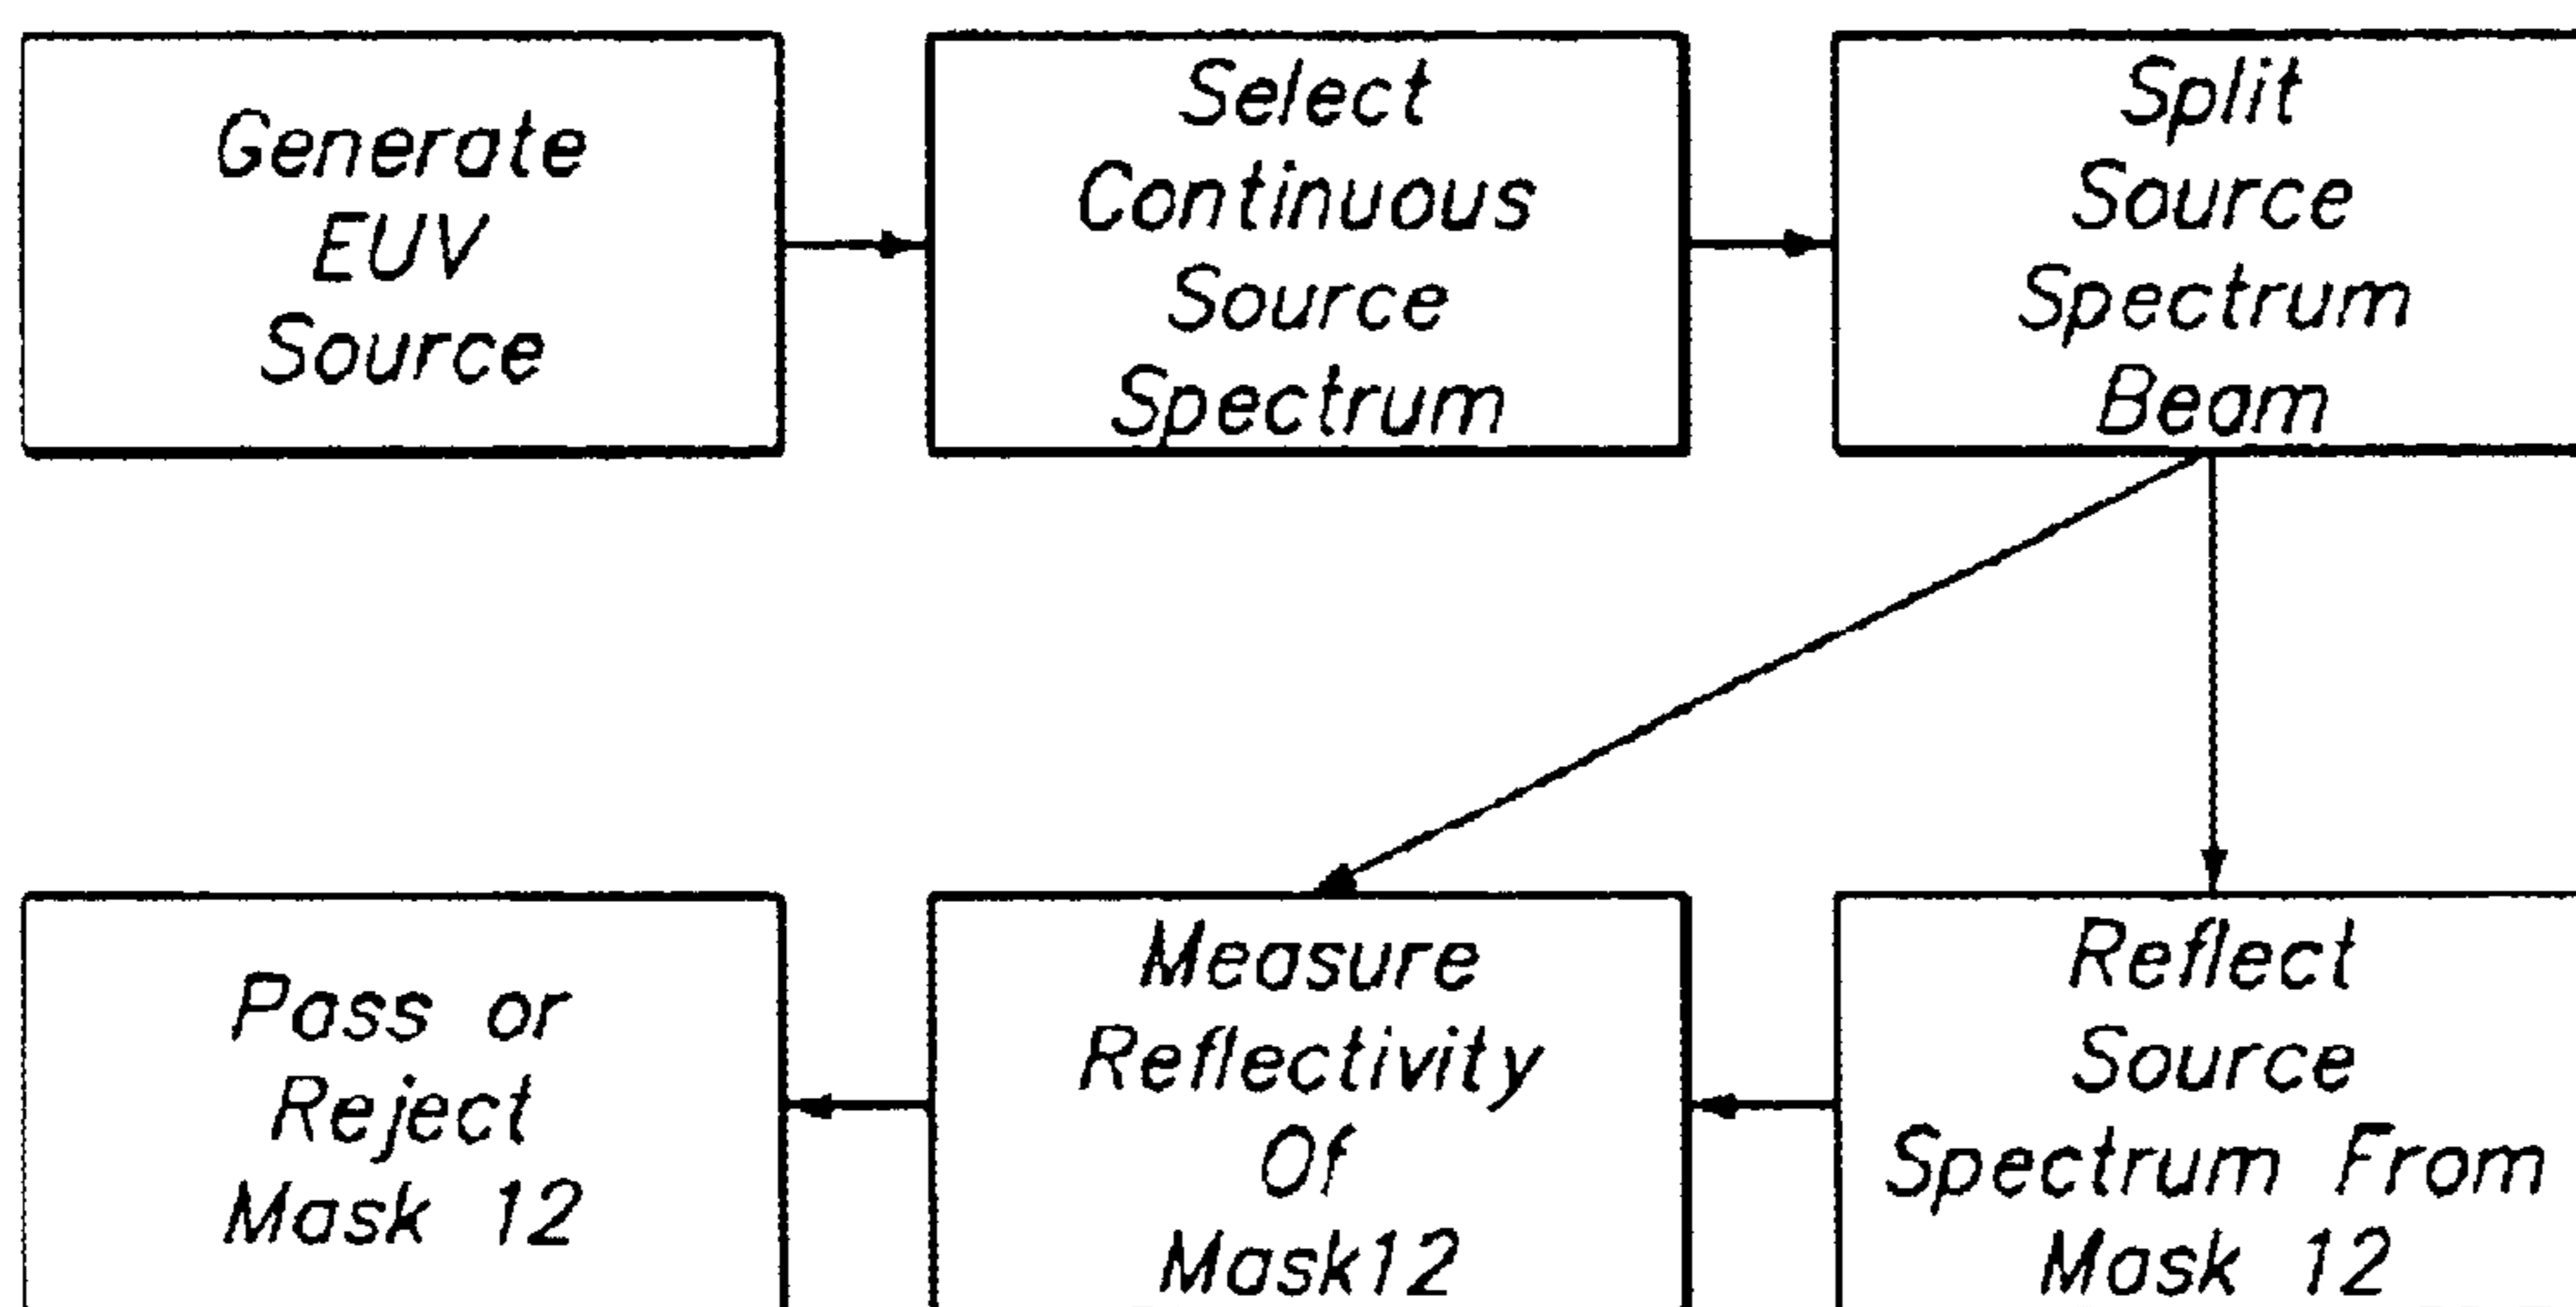 Generate
EUV
Source
Select
Continuous
Source
Spectrum
Split
Source
Spectrum
Beam
Reflect
Source
Spectrum From
Mask 12
Measure
Reflectivity
Of
Mask12
Pass or
Reject
Mask 12